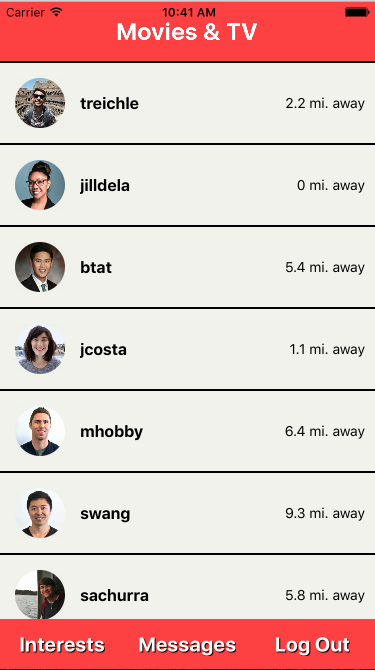 Carrier 10:41 AM
Movies & TV
treichle 2.2 mi. away
jilldela 0 mi. away
btat 5.4 mi. away
jcosta 1.1 mi. away
mhobby 6.4 mi. away
swang 9.3 mi. away
sachurra 5.8 mi. away
Interests Messages Log Out